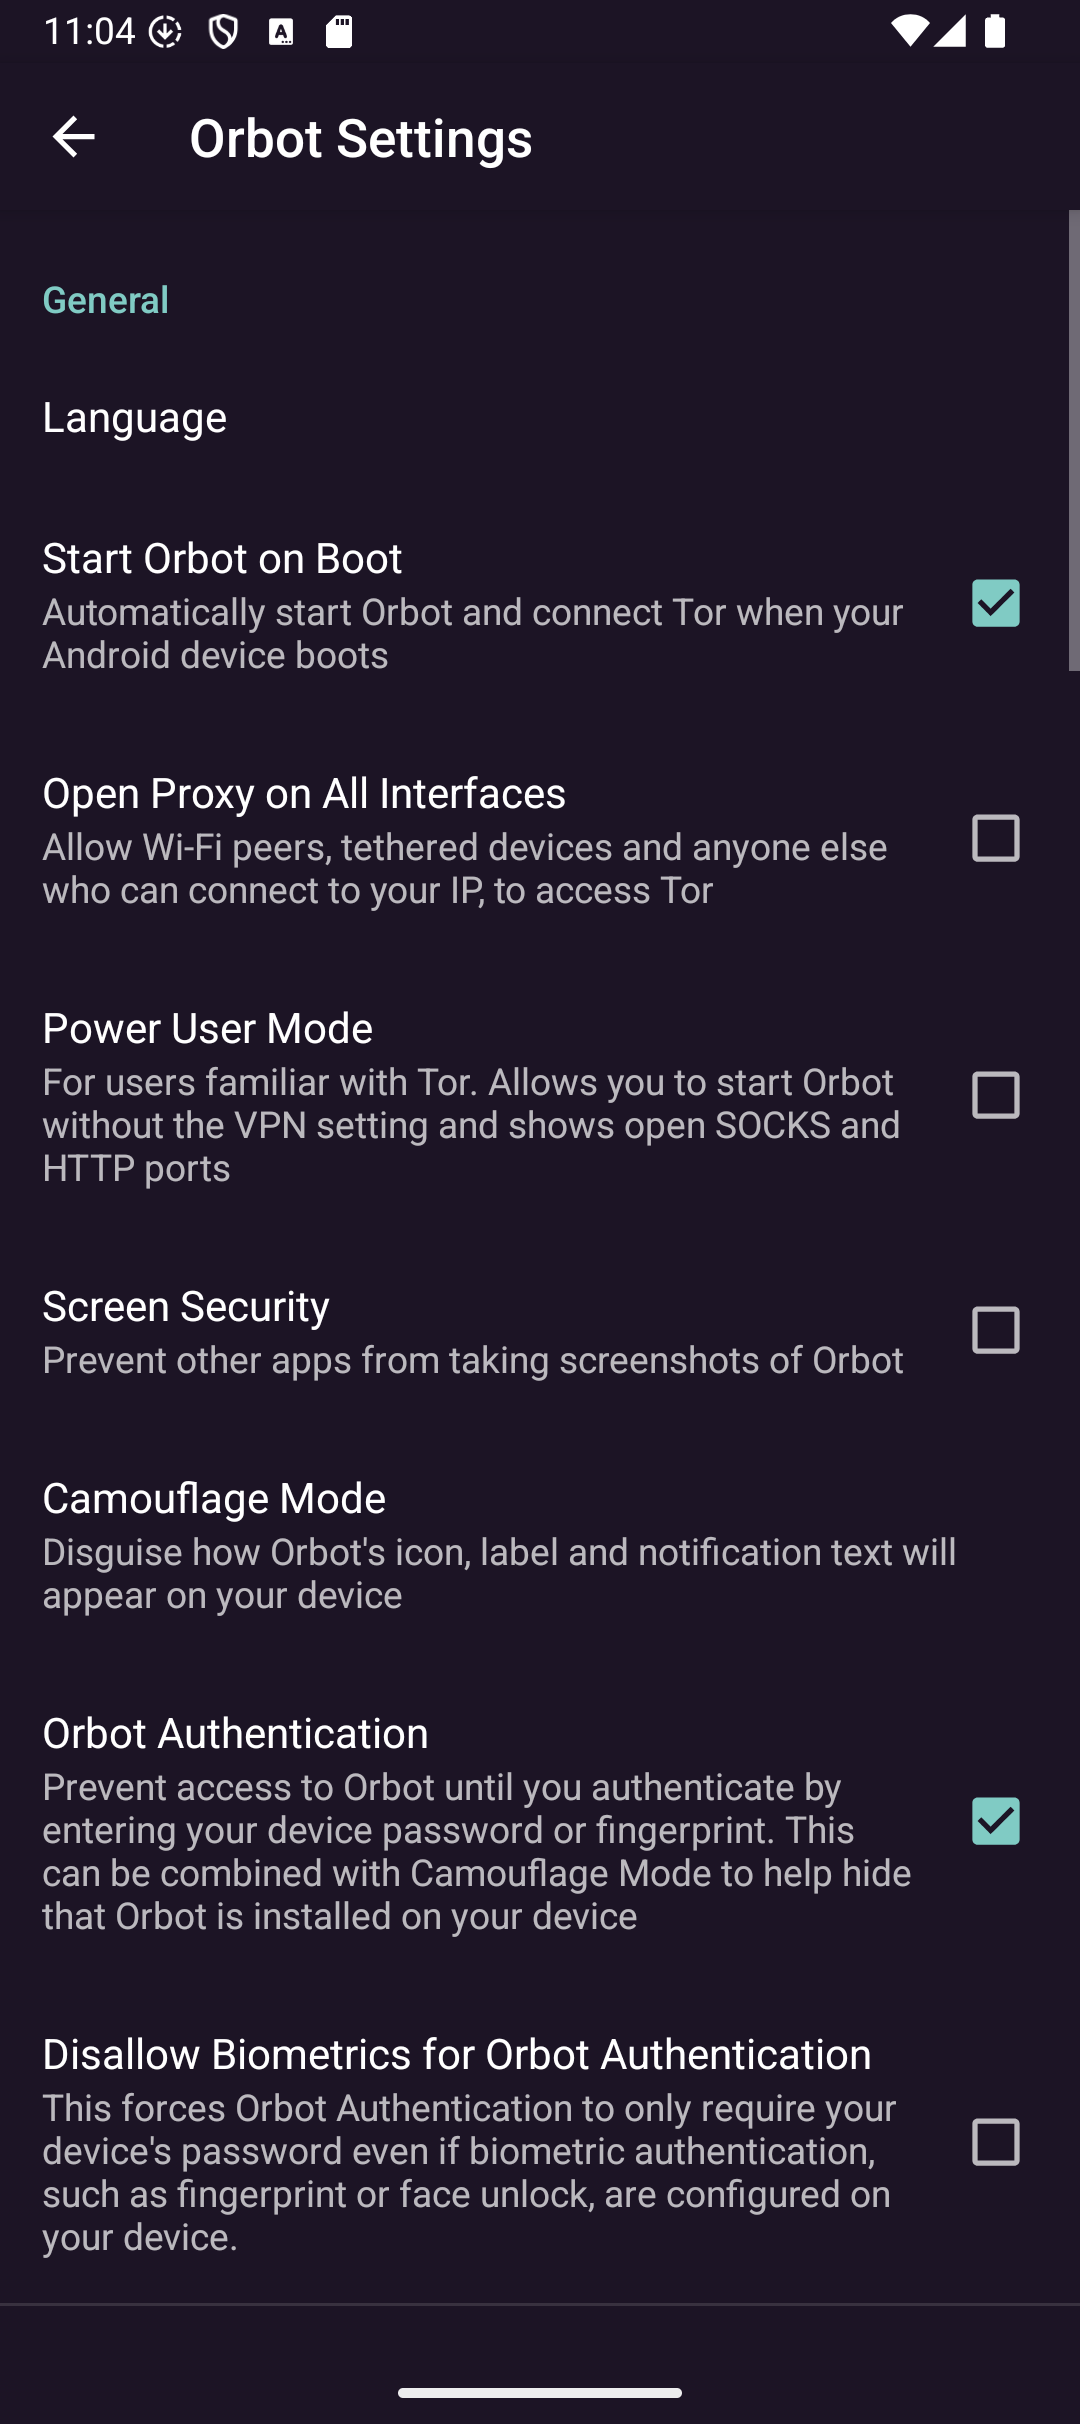 11:04
Orbot Settings
General
Language
Start Orbot on Boot
Automatically start Orbot and connect Tor when your
Android device boots
Open Proxy on All Interfaces
Allow Wi-Fi peers, tethered devices and anyone else
who can connect to your IP, to access Tor
Power User Mode
For users familiar with Tor. Allows you to start Orbot
without the VPN setting and shows open SOCKS and
HTTP ports
Screen Security
Prevent other apps from taking screenshots of Orbot
Camouflage Mode
Disguise how Orbot's icon, label and notification text will
appear on your device
Orbot Authentication
Prevent access to Orbot until you authenticate by
entering your device password or fingerprint. This
can be combined with Camouflage Mode to help hide
that Orbot is installed on your device
Disallow Biometrics for Orbot Authentication
This forces Orbot Authentication to only require your
device's password even if biometric authentication,
such as fingerprint or face unlock, are configured on
your device.